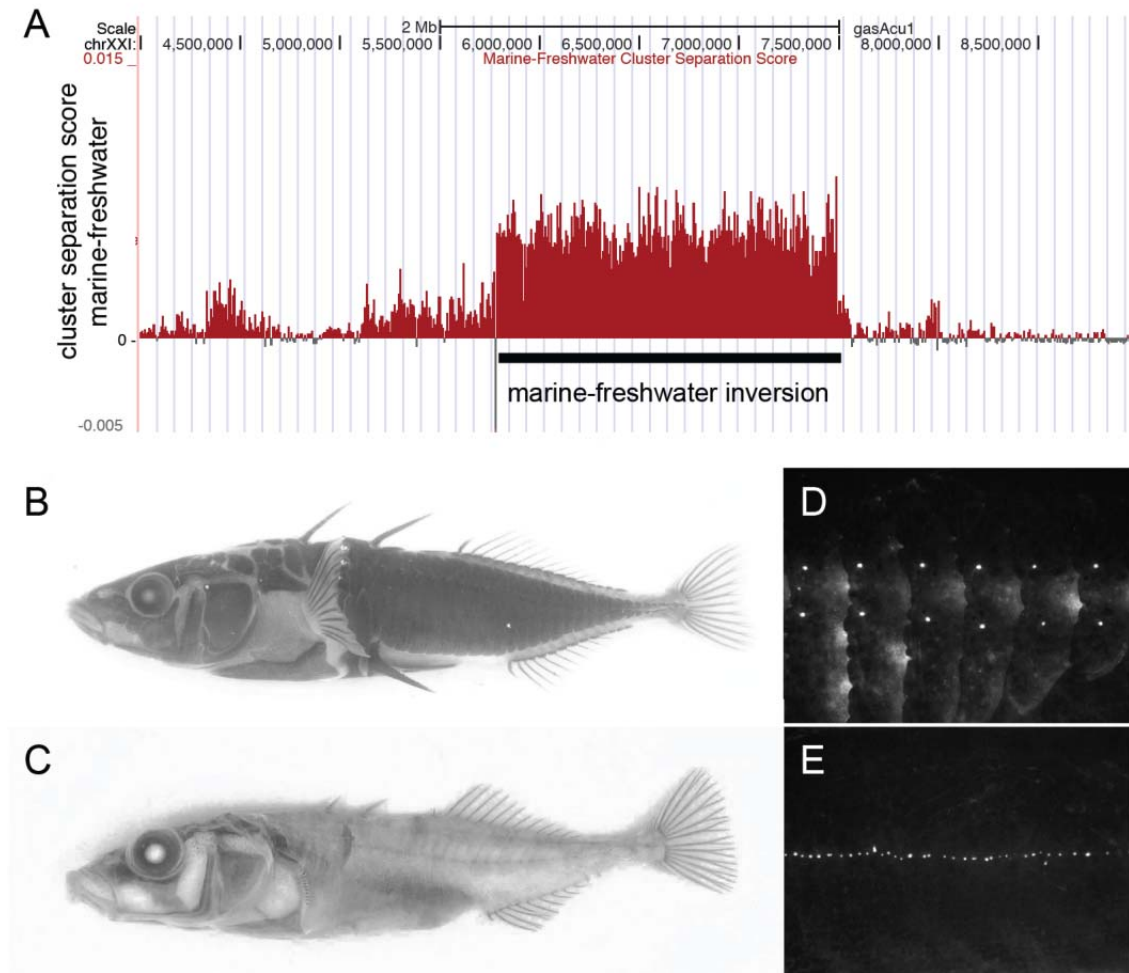 A
Scale
2 Mb
gasAcu1
chrXXI:
4,500,000
5,000,000
5,500,000
6,000,000
6,500,000
7,000,000
7,500,000
8,000,000
8,500,000
0.015 _
Marine-Freshwater Cluster Separation Score
cluster separation score
marine-freshwater
0 -
marine-freshwater inversion
-0.005
B
D
C
E